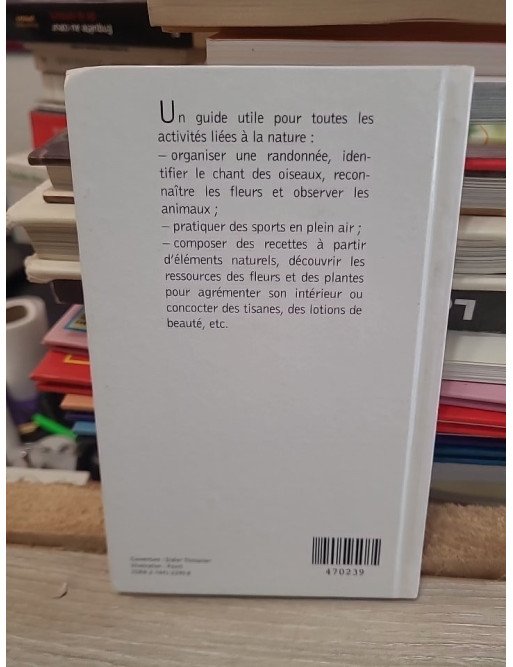 Un guide utile pour toutes les
activités liées à la nature :
– organiser une randonnée, iden-
tifier le chant des oiseaux, recon-
naître les fleurs et observer les
animaux ;
– pratiquer des sports en plein air ;
– composer des recettes à partir
d'éléments naturels, découvrir les
ressources des fleurs et des plantes
pour agrémenter son intérieur ou
concocter des tisanes, des lotions de
beauté, etc.
Couverture :
Illustration :
470239